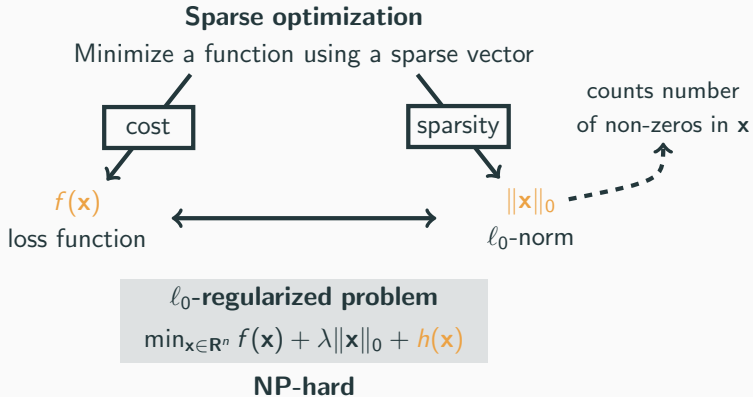 Sparse optimization
Minimize a function using a sparse vector
cost
sparsity
counts number
of non-zeros in x
f(x)
loss function
‖x‖₀
ℓ₀-norm
ℓ₀-regularized problem
min_{x∈Rⁿ} f(x) + λ‖x‖₀ + h(x)
NP-hard